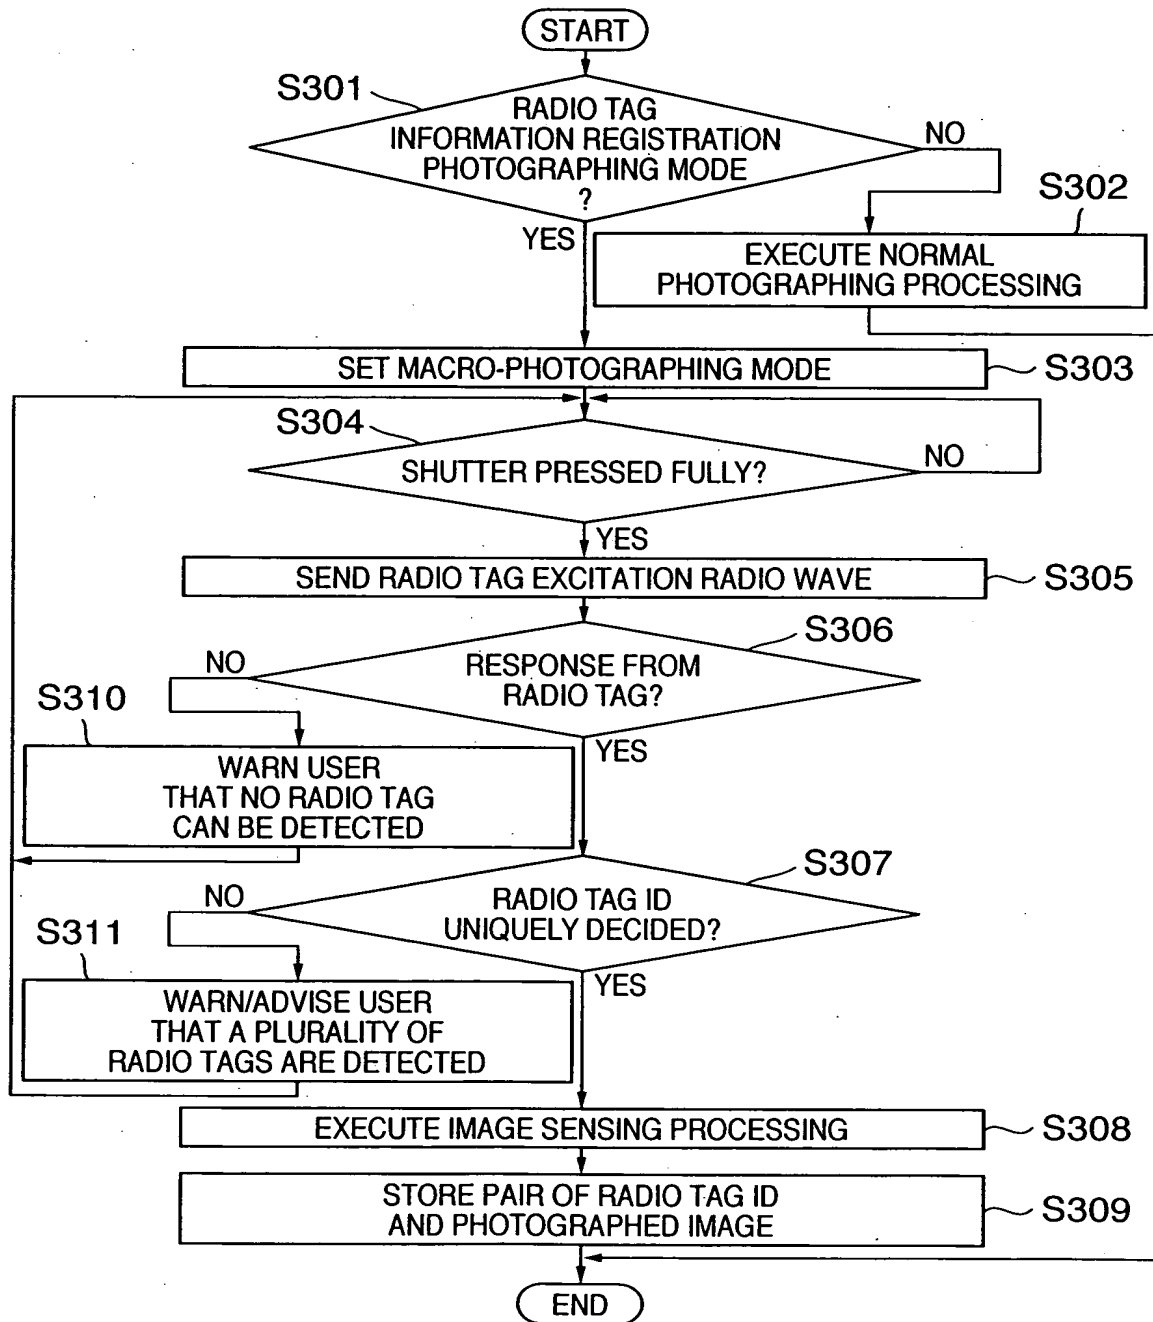 START
S301
RADIO TAG
INFORMATION REGISTRATION
PHOTOGRAPHING MODE
?
NO
YES
S302
EXECUTE NORMAL
PHOTOGRAPHING PROCESSING
SET MACRO-PHOTOGRAPHING MODE
S303
S304
SHUTTER PRESSED FULLY?
NO
YES
SEND RADIO TAG EXCITATION RADIO WAVE
S305
S306
RESPONSE FROM
RADIO TAG?
NO
YES
S310
WARN USER
THAT NO RADIO TAG
CAN BE DETECTED
S307
RADIO TAG ID
UNIQUELY DECIDED?
NO
YES
S311
WARN/ADVISE USER
THAT A PLURALITY OF
RADIO TAGS ARE DETECTED
EXECUTE IMAGE SENSING PROCESSING
S308
STORE PAIR OF RADIO TAG ID
AND PHOTOGRAPHED IMAGE
S309
END